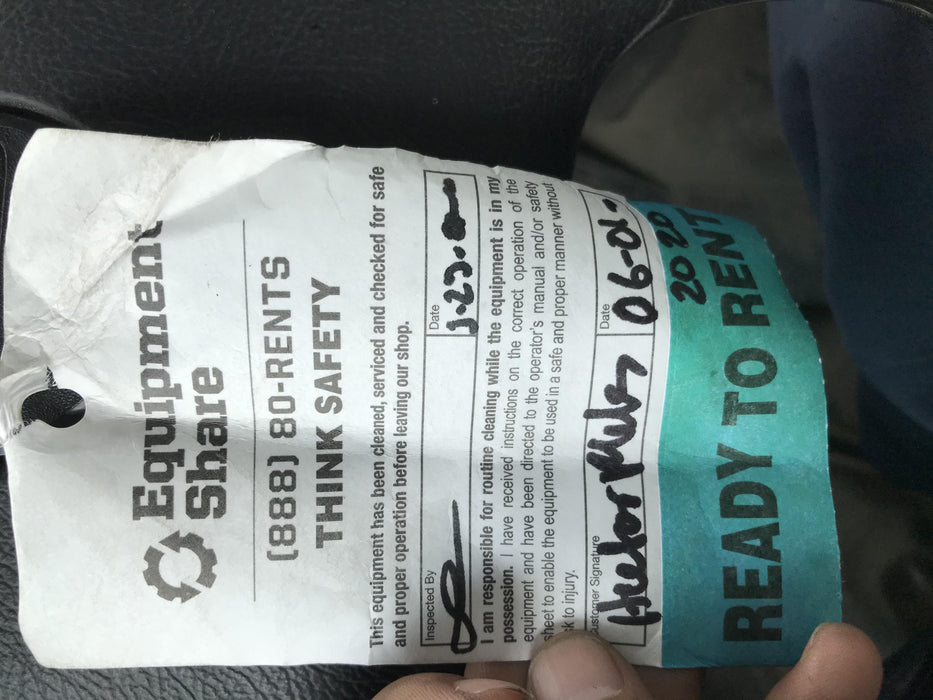 Equipment
Share
(888) 80-RENTS
THINK SAFETY
This equipment has been cleaned, serviced and checked for safe
and proper operation before leaving our shop.
Inspected By
Date
I am responsible for routine cleaning while the equipment is in my
possession. I have received instructions on the correct operation of the
equipment and have been directed to the operator's manual and/or safety
sheet to enable the equipment to be used in a safe and proper manner without
to injury.
Customer Signature
Date
06-01-
2020
READY TO RENT